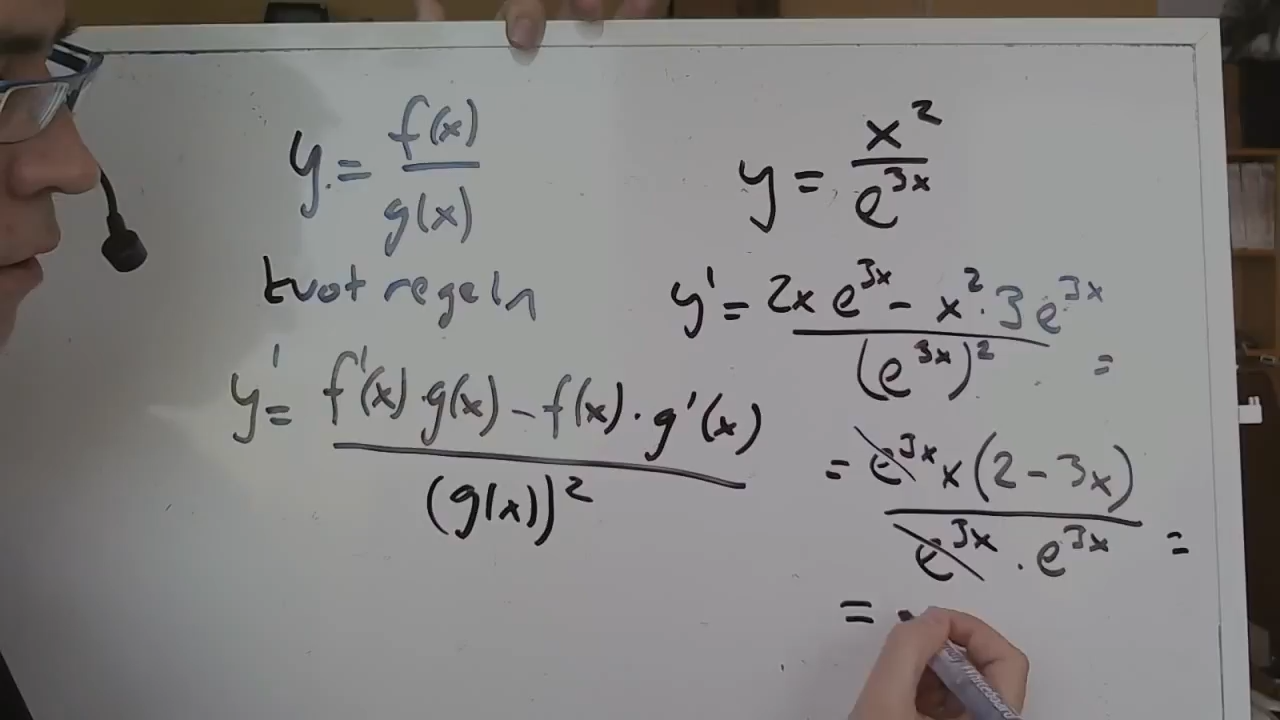 y = f(x) / g(x)
kvotregeln
y' = f'(x)·g(x) - f(x)·g'(x) / (g(x))²
y = x² / e^3x
y' = 2x e^3x - x²·3e^3x / (e^3x)² =
= e^3x x(2-3x) / e^3x · e^3x =
=